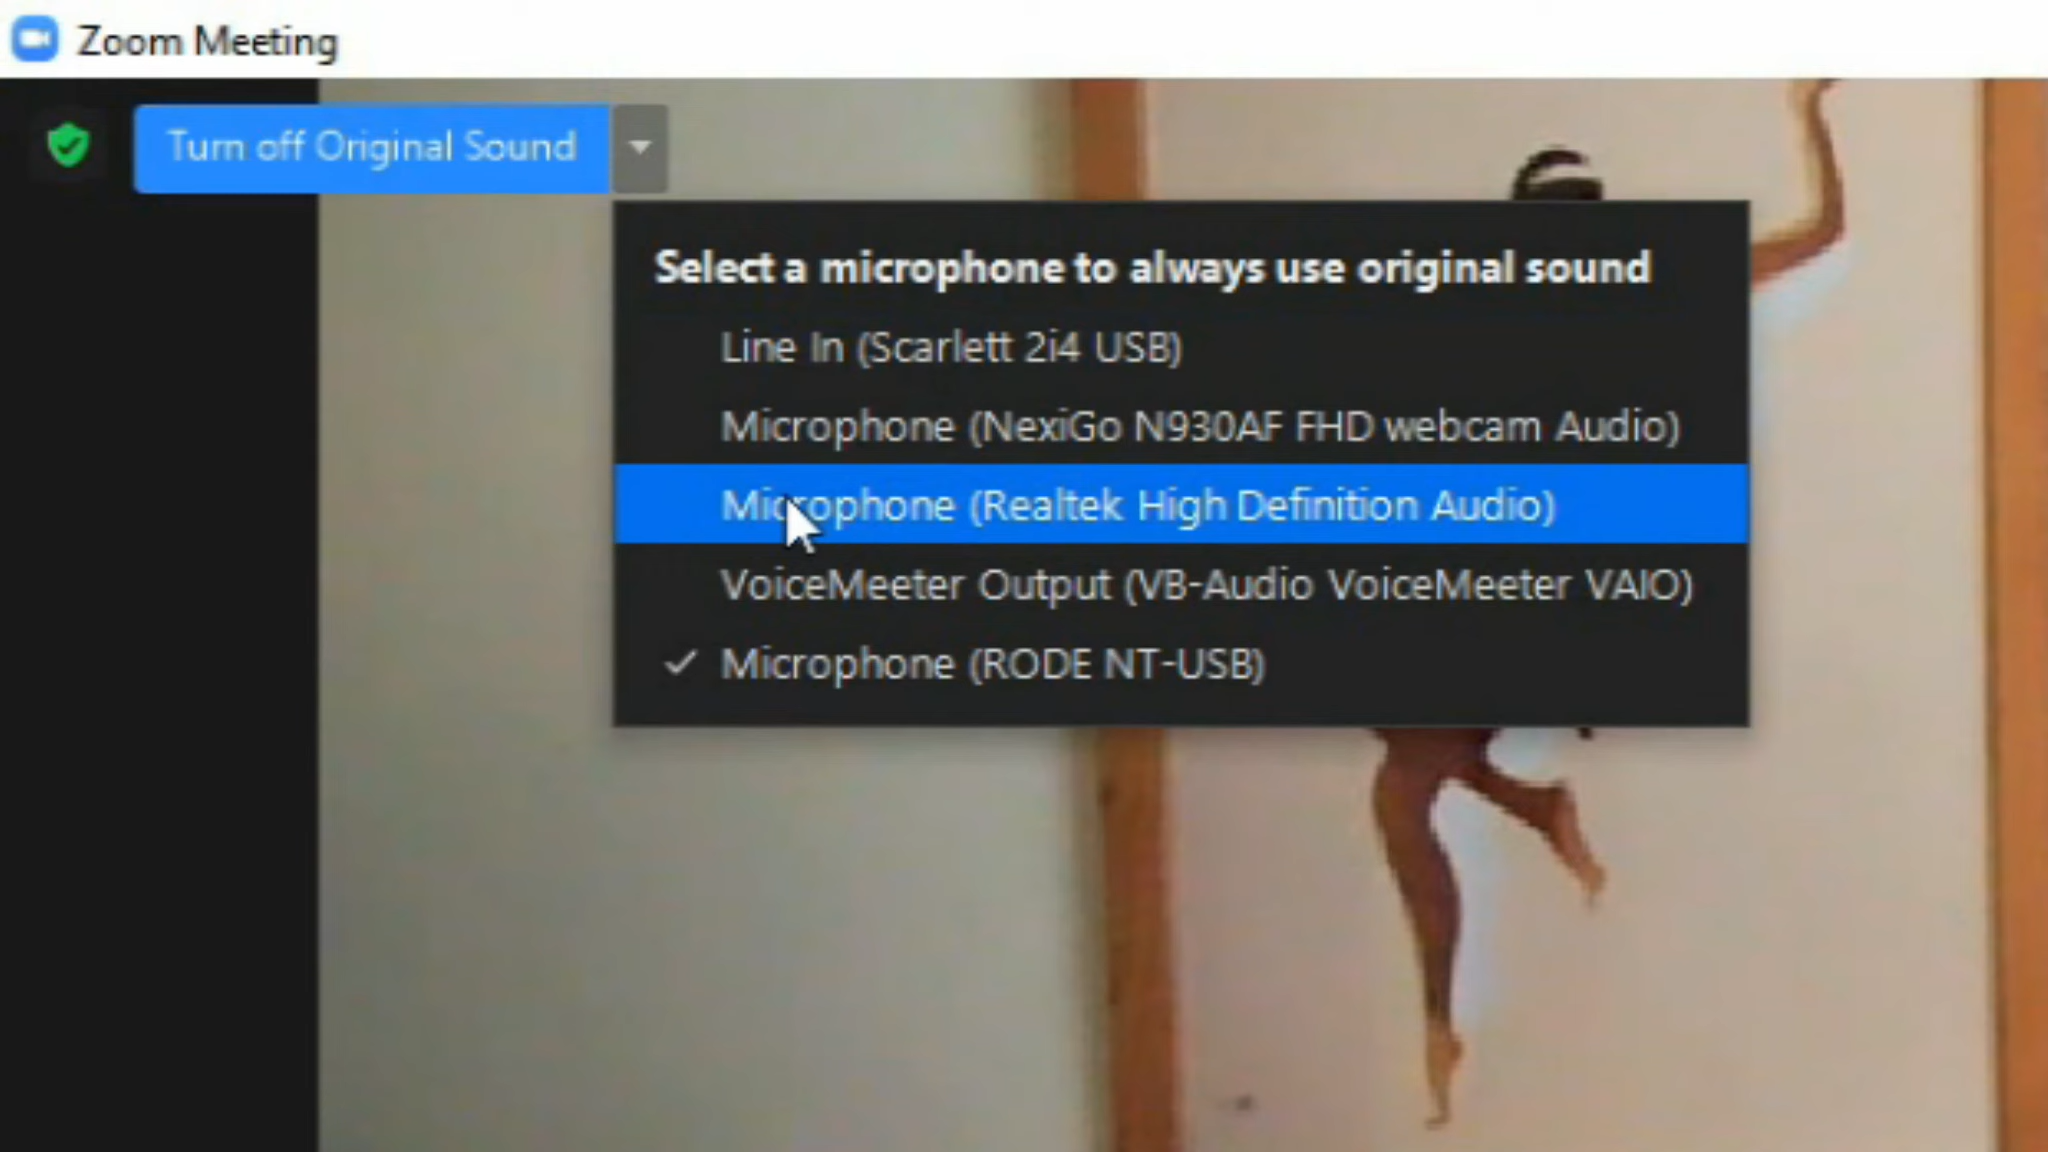 Zoom Meeting
Turn off Original Sound
Select a microphone to always use original sound
Line In (Scarlett 2i4 USB)
Microphone (NexiGo N930AF FHD webcam Audio)
Microphone (Realtek High Definition Audio)
VoiceMeeter Output (VB-Audio VoiceMeeter VAIO)
Microphone (RODE NT-USB)